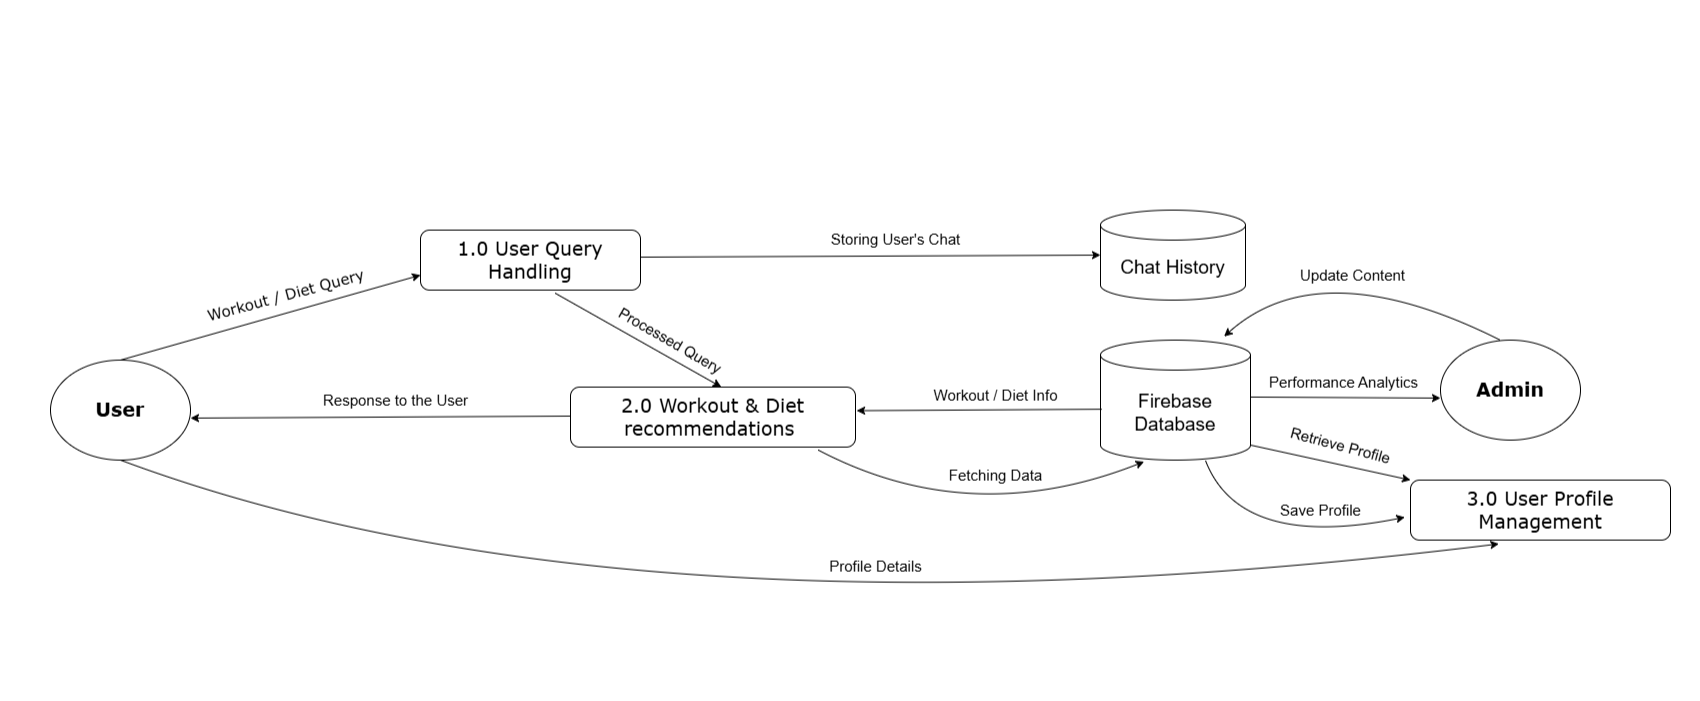 1.0 User Query
Handling
Storing User's Chat
Chat History
Update Content
Workout / Diet Query
Processed Query
User
Response to the User
2.0 Workout & Diet
recommendations
Workout / Diet Info
Firebase
Database
Performance Analytics
Admin
Fetching Data
Retrieve Profile
Save Profile
3.0 User Profile
Management
Profile Details